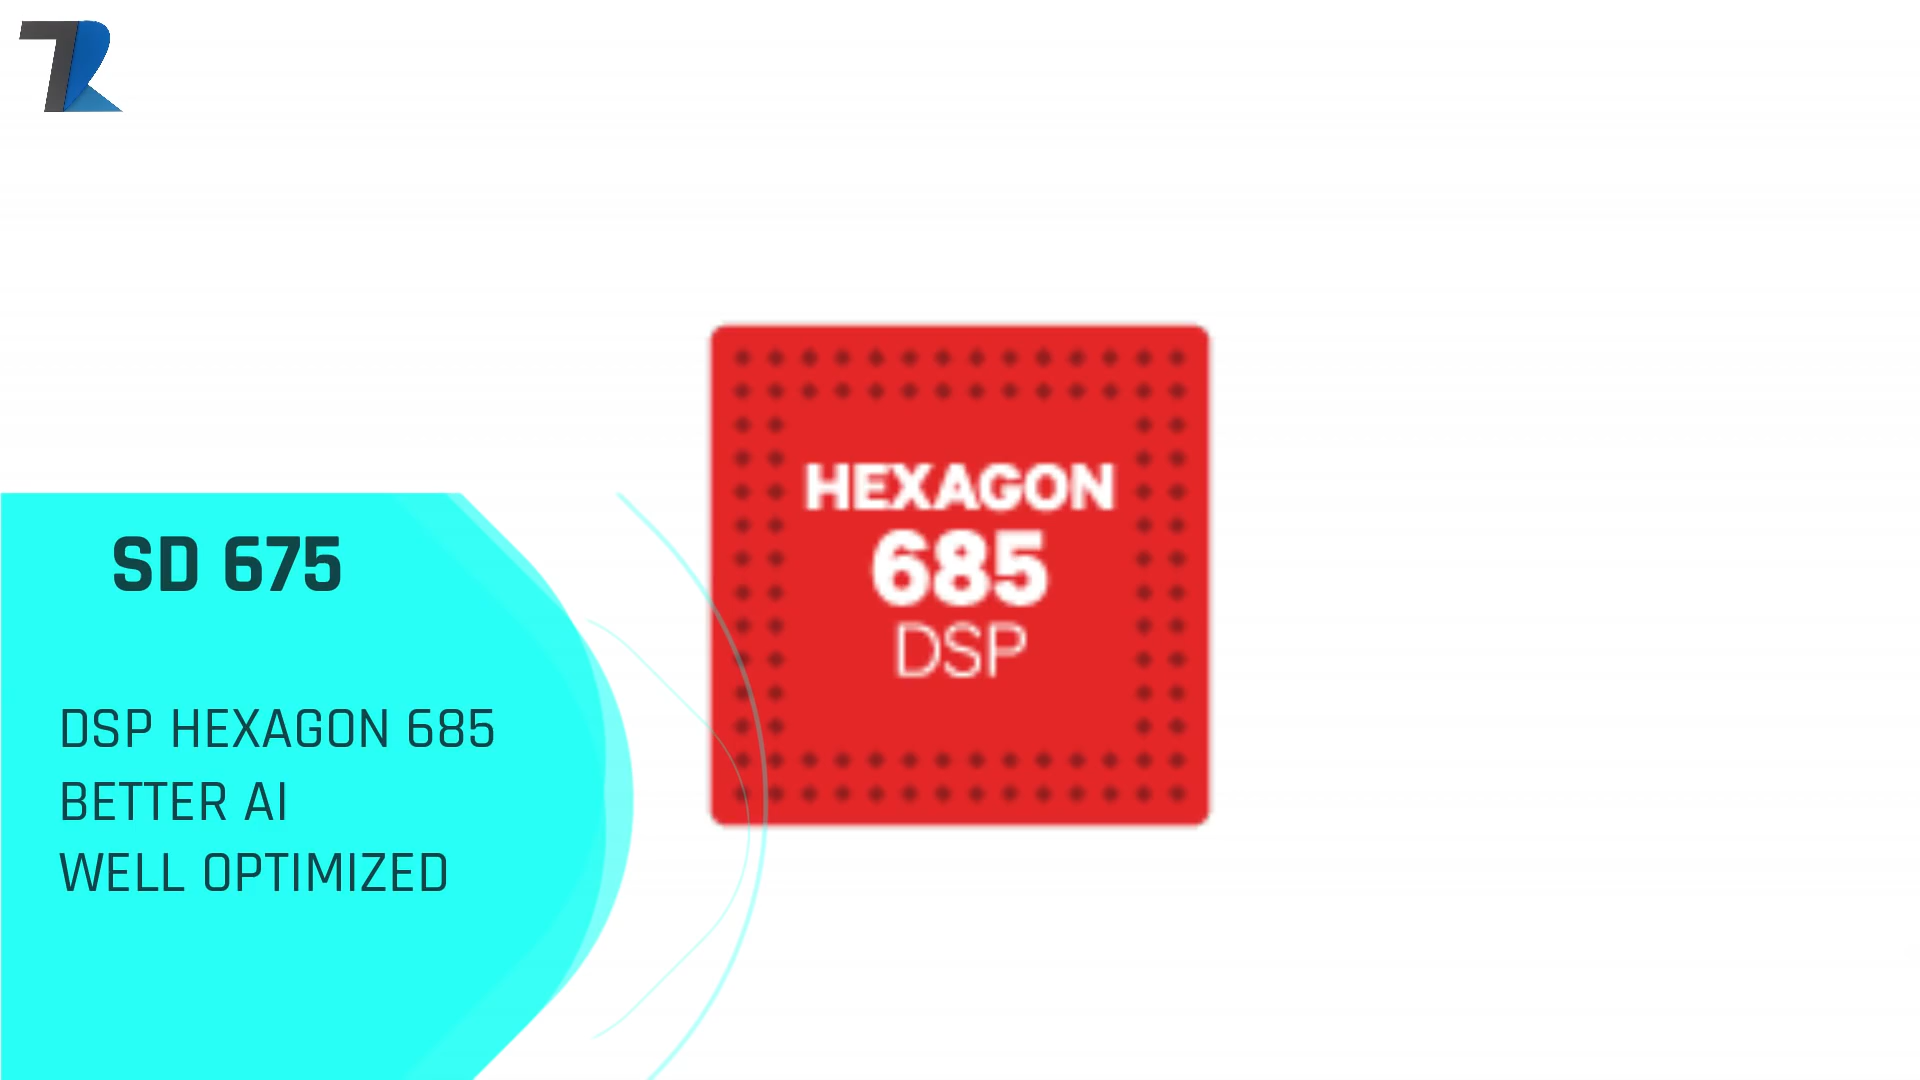 SD 675
DSP HEXAGON 685
BETTER AI
WELL OPTIMIZED
HEXAGON
685
DSP